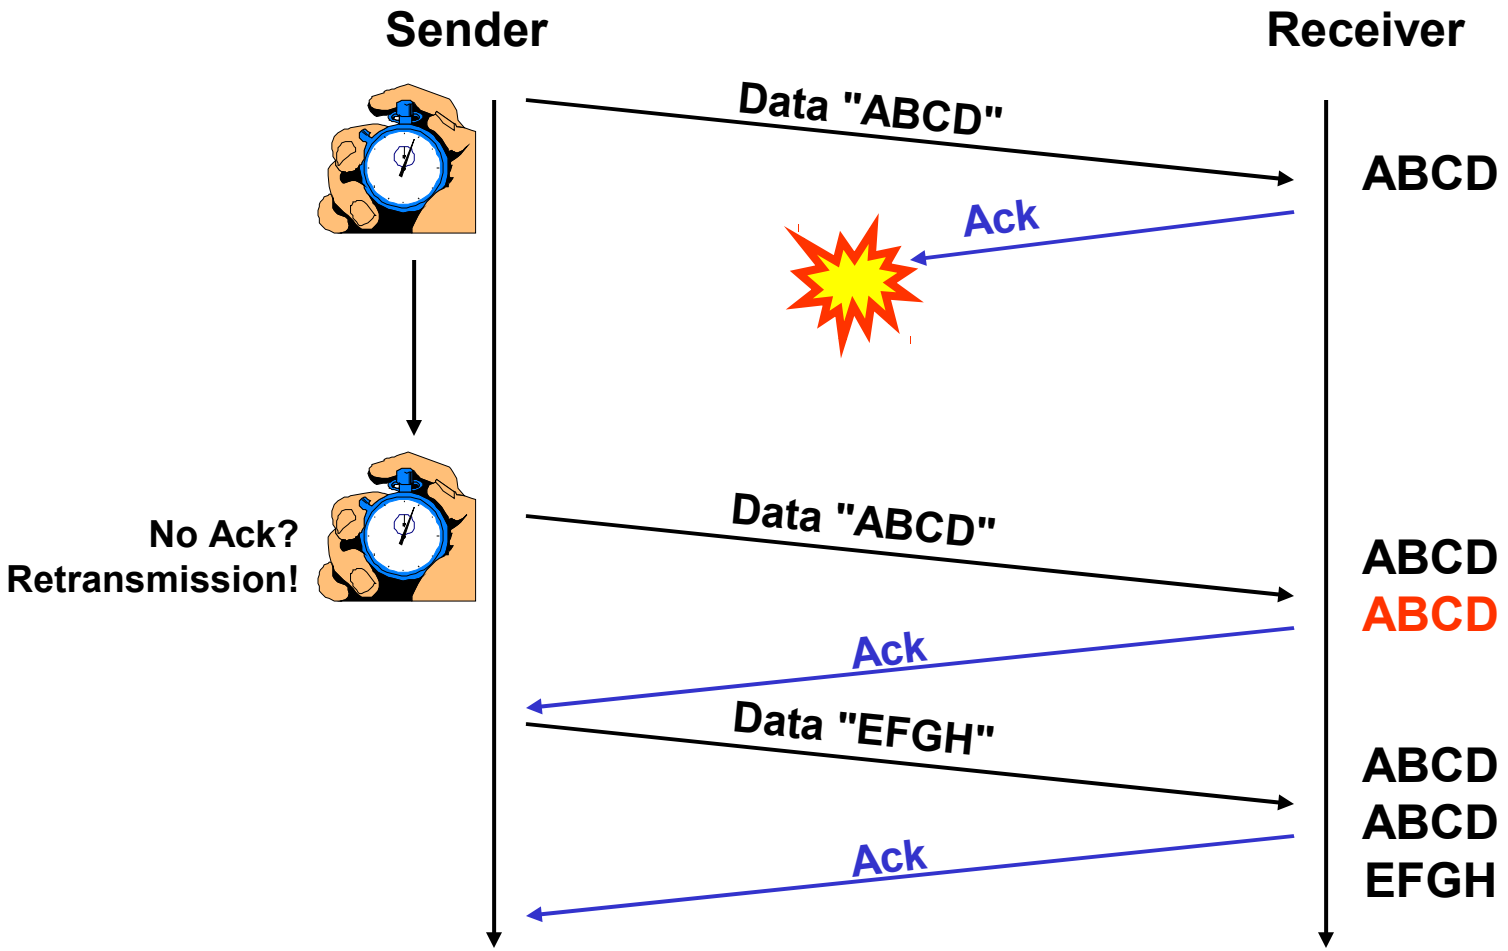 Sender
Receiver
Data "ABCD"
ABCD
Ack
No Ack?
Retransmission!
Data "ABCD"
ABCD
ABCD
Ack
Data "EFGH"
ABCD
ABCD
EFGH
Ack